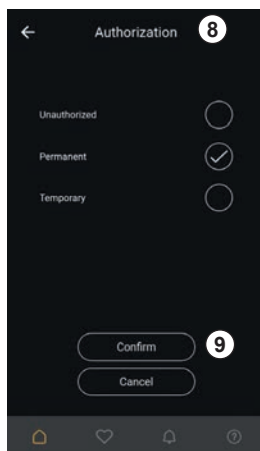 Authorization 8
Unauthorized
Permanent
Temporary
Confirm 9
Cancel
?